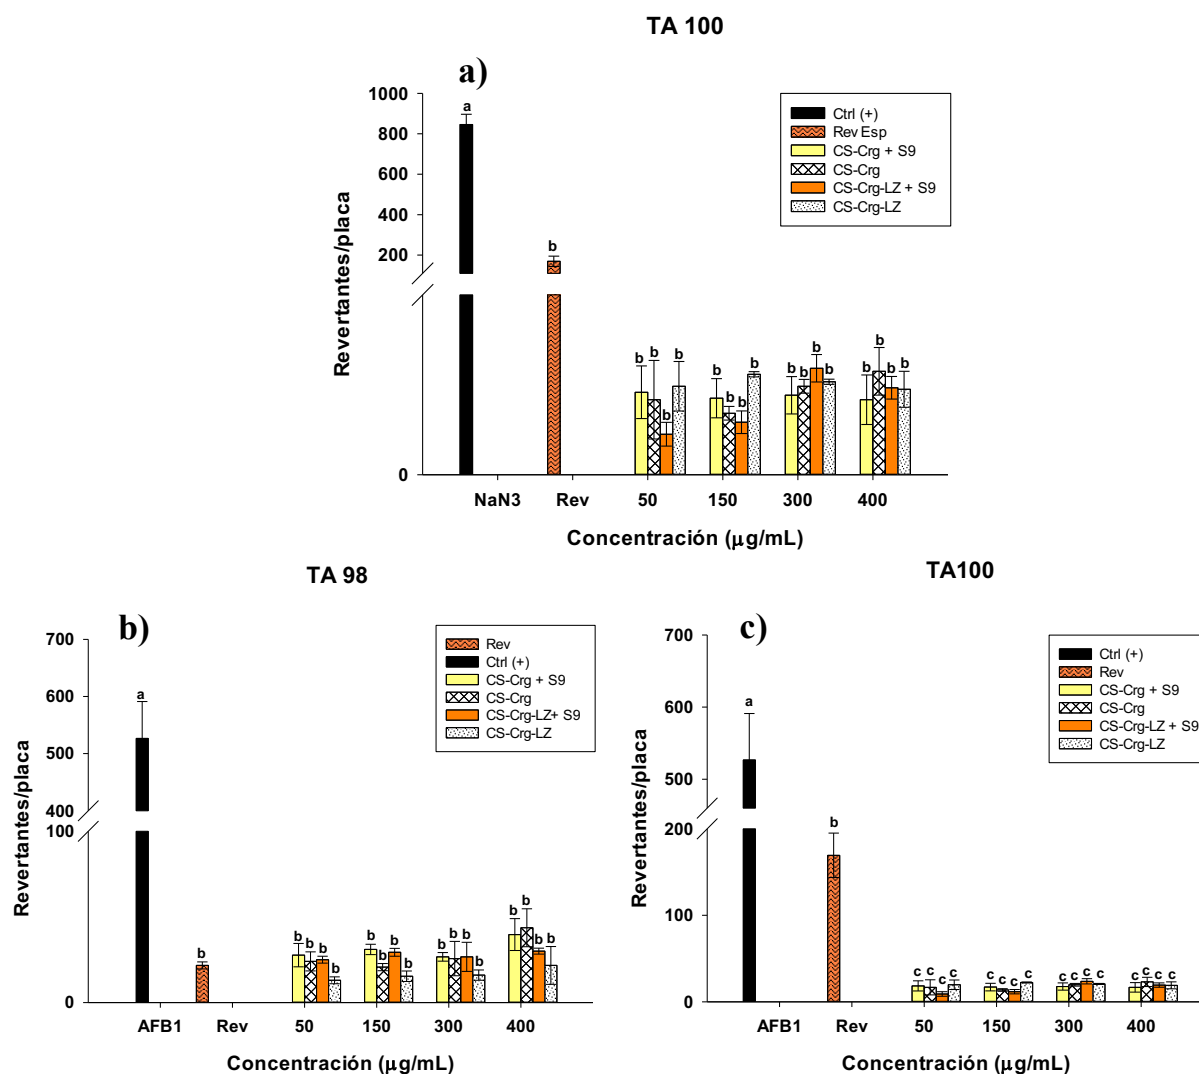 TA 100
a)
1000
800
600
400
200
0
Revertantes/placa
a
b
b b b b
b b b b
b b b b
b b b b
Ctrl (+)
Rev Esp
CS-Crg + S9
CS-Crg
CS-Crg-LZ + S9
CS-Crg-LZ
NaN3 Rev 50 150 300 400
Concentración (μg/mL)
TA 98
b)
700
600
500
400
100
0
Revertantes/placa
a
b
b b b b
b b b b
b b b b
b b b b
Rev
Ctrl (+)
CS-Crg + S9
CS-Crg
CS-Crg-LZ+ S9
CS-Crg-LZ
AFB1 Rev 50 150 300 400
Concentración (μg/mL)
TA100
c)
700
600
500
200
100
0
Revertantes/placa
a
b
c c c c
c c c c
c c c c
c c c c
Ctrl (+)
Rev
CS-Crg + S9
CS-Crg
CS-Crg-LZ + S9
CS-Crg-LZ
AFB1 Rev 50 150 300 400
Concentración (μg/mL)